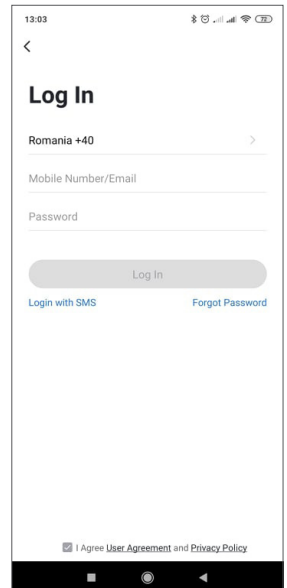 13:03
72
Log In
Romania +40
Mobile Number/Email
Password
Log In
Login with SMS Forgot Password
I Agree User Agreement and Privacy Policy